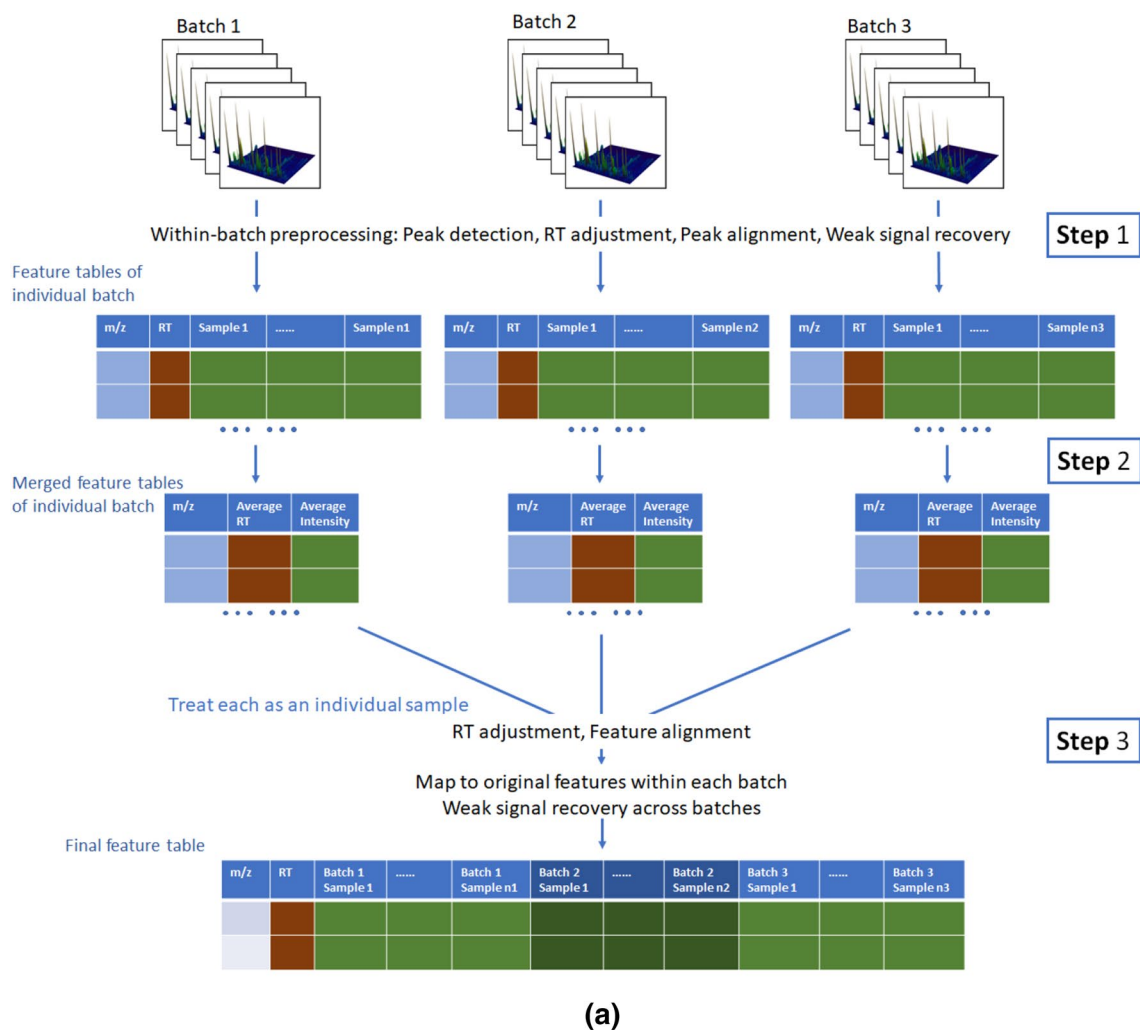 Batch 1
Batch 2
Batch 3
Within-batch preprocessing: Peak detection, RT adjustment, Peak alignment, Weak signal recovery
Step 1
Feature tables of
individual batch
m/z RT Sample 1 ...... Sample n1
m/z RT Sample 1 ...... Sample n2
m/z RT Sample 1 ...... Sample n3
Step 2
Merged feature tables
of individual batch
m/z Average RT Average Intensity
m/z Average RT Average Intensity
m/z Average RT Average Intensity
Treat each as an individual sample
RT adjustment, Feature alignment
Step 3
Map to original features within each batch
Weak signal recovery across batches
Final feature table
m/z RT Batch 1 Sample 1 ...... Batch 1 Sample n1 Batch 2 Sample 1 ...... Batch 2 Sample n2 Batch 3 Sample 1 ...... Batch 3 Sample n3
(a)